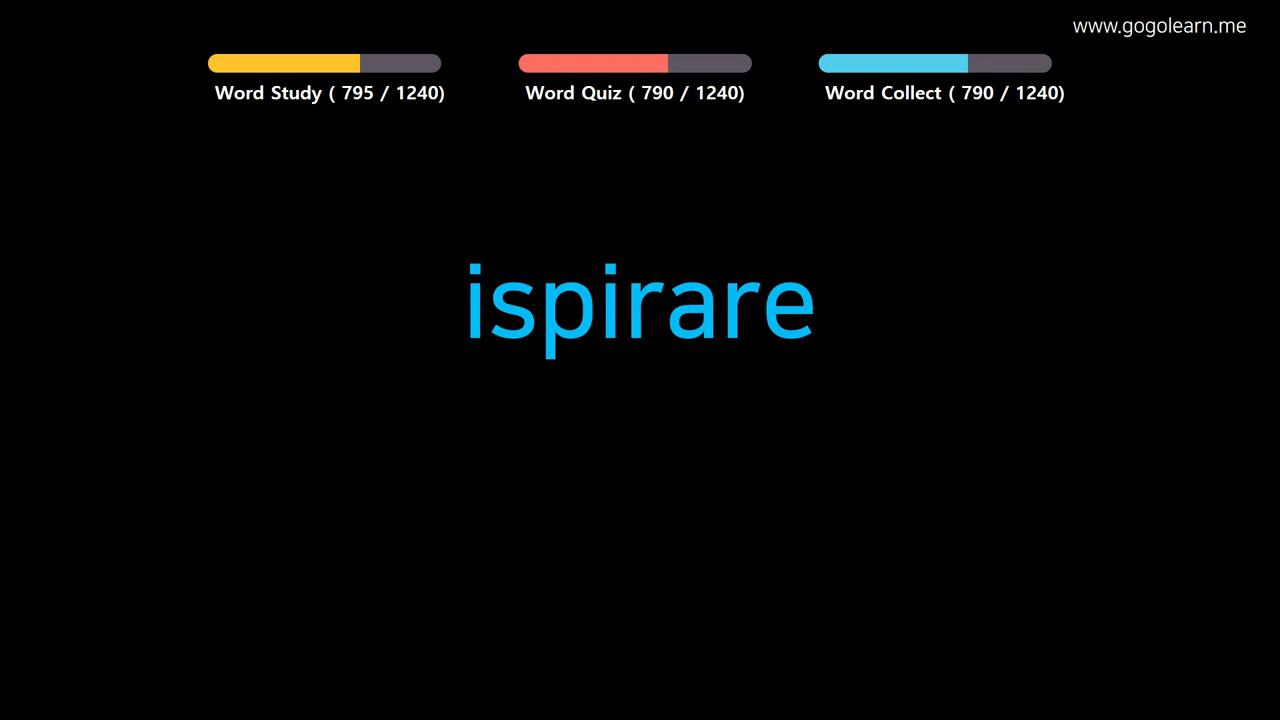 www.gogolearn.me
Word Study ( 795 / 1240)
Word Quiz ( 790 / 1240)
Word Collect ( 790 / 1240)
ispirare